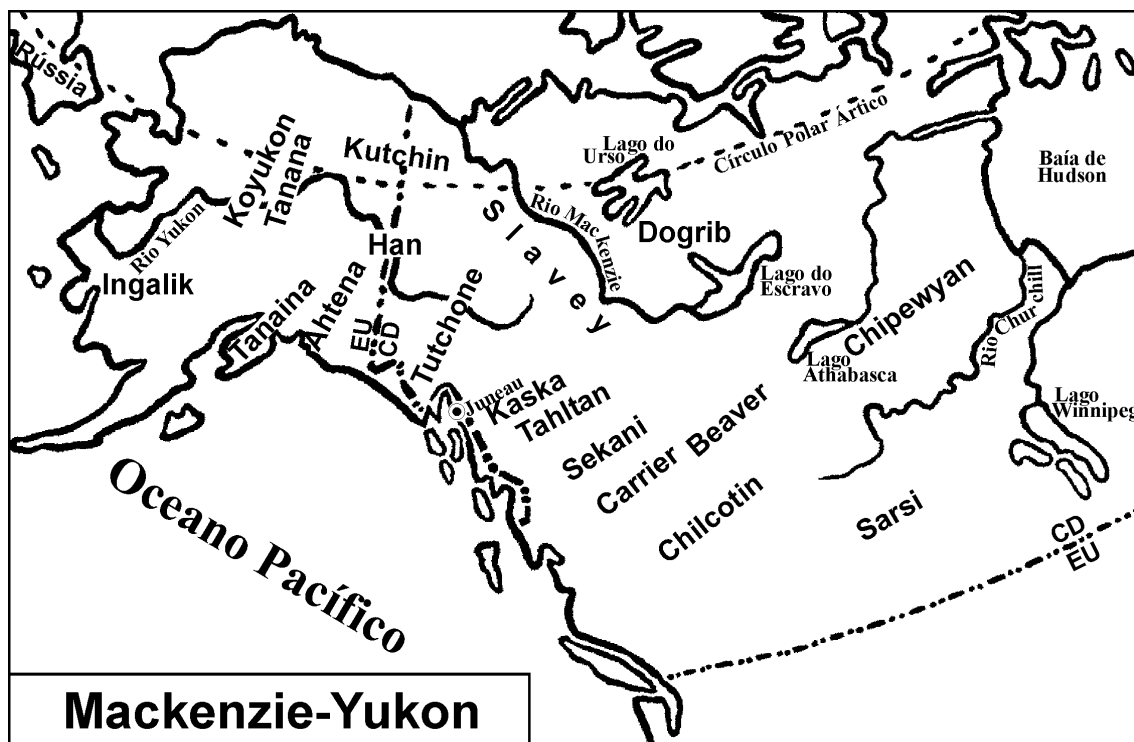 Rússia
Koyukon
Tanana
Kutchin
Lago do
Urso
Círculo Polar Ártico
Baía de
Hudson
Rio Yukon
Ingalik
Han
Slavey
Rio Mackenzie
Dogrib
Lago do
Escravo
Tanaina
Ahtena
EU
CD
Tutchone
Chipewyan
Rio Churchill
Lago
Athabasca
Juneau
Kaska
Tahltan
Lago
Winnipeg
Sekani
Carrier
Beaver
Chilcotin
Sarsi
CD
EU
Oceano Pacífico
Mackenzie-Yukon